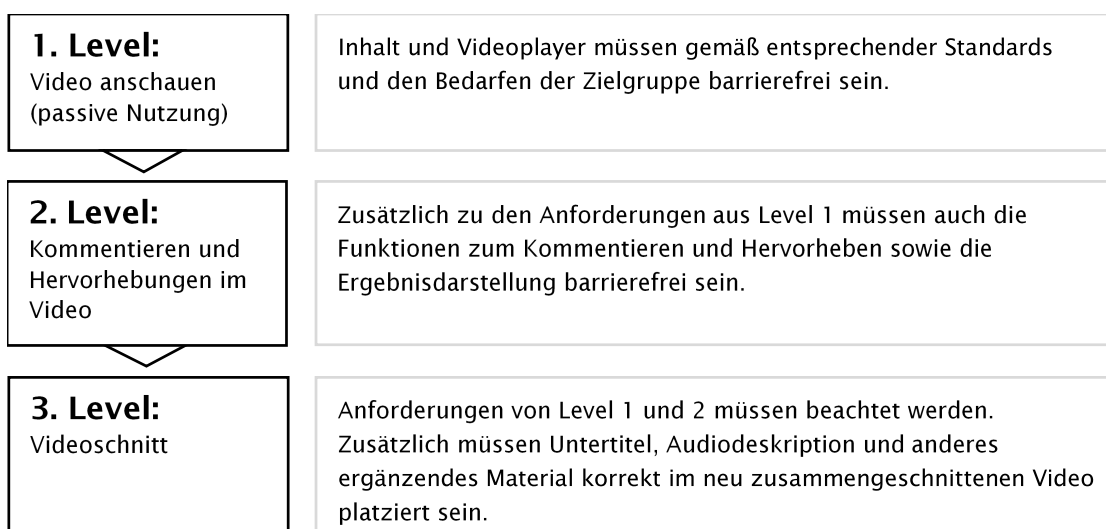 1. Level:
Video anschauen
(passive Nutzung)
Inhalt und Videoplayer müssen gemäß entsprechender Standards
und den Bedarfen der Zielgruppe barrierefrei sein.
2. Level:
Kommentieren und
Hervorhebungen im
Video
Zusätzlich zu den Anforderungen aus Level 1 müssen auch die
Funktionen zum Kommentieren und Hervorheben sowie die
Ergebnisdarstellung barrierefrei sein.
3. Level:
Videoschnitt
Anforderungen von Level 1 und 2 müssen beachtet werden.
Zusätzlich müssen Untertitel, Audiodeskription und anderes
ergänzendes Material korrekt im neu zusammengeschnittenen Video
platziert sein.